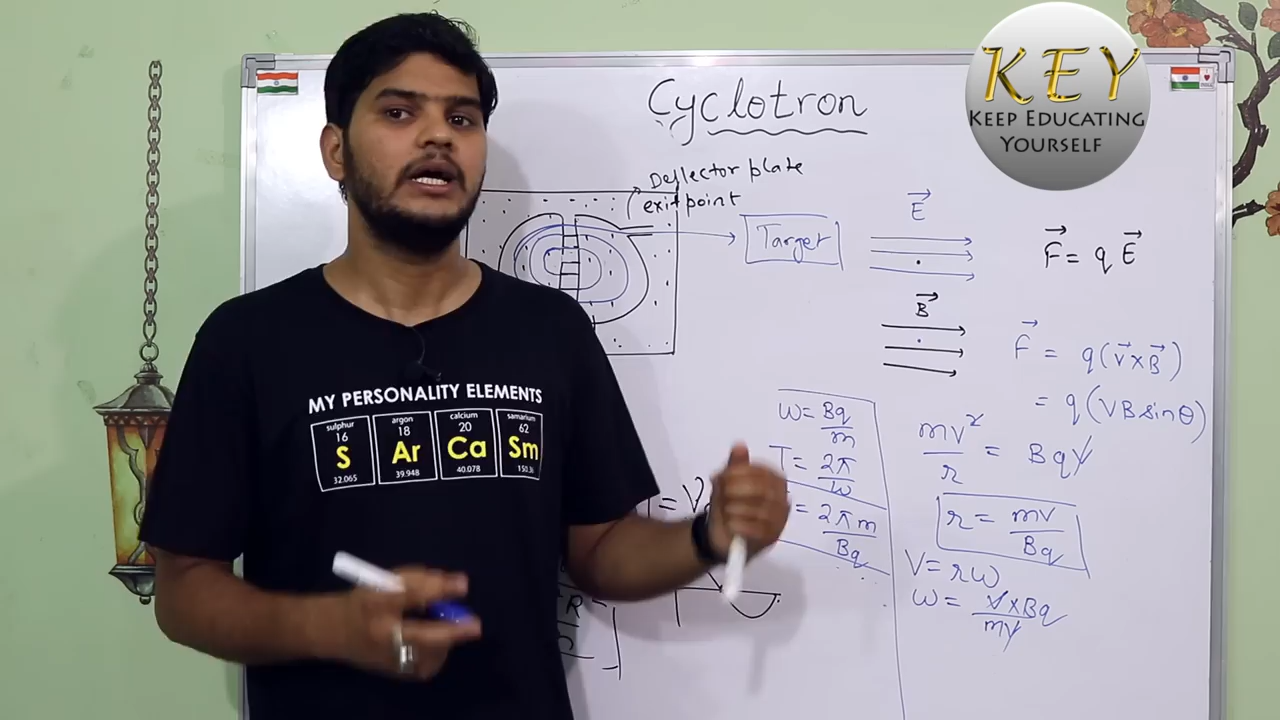 Cyclotron
KEY
KEEP EDUCATING
YOURSELF
Deflector plate
exit point
Target
E
F = q E
B
F = q(V×B)
= q(VB sinθ)
ω = Bq/m
T = 2π/ω
= 2πm/Bq
mv²/r = BqV
r = mv/Bq
V = rω
ω = V×Bq/mV
MY PERSONALITY ELEMENTS
sulphur argon calcium samarium
16 18 20 62
S Ar Ca Sm
32.065 39.948 40.078 150.36